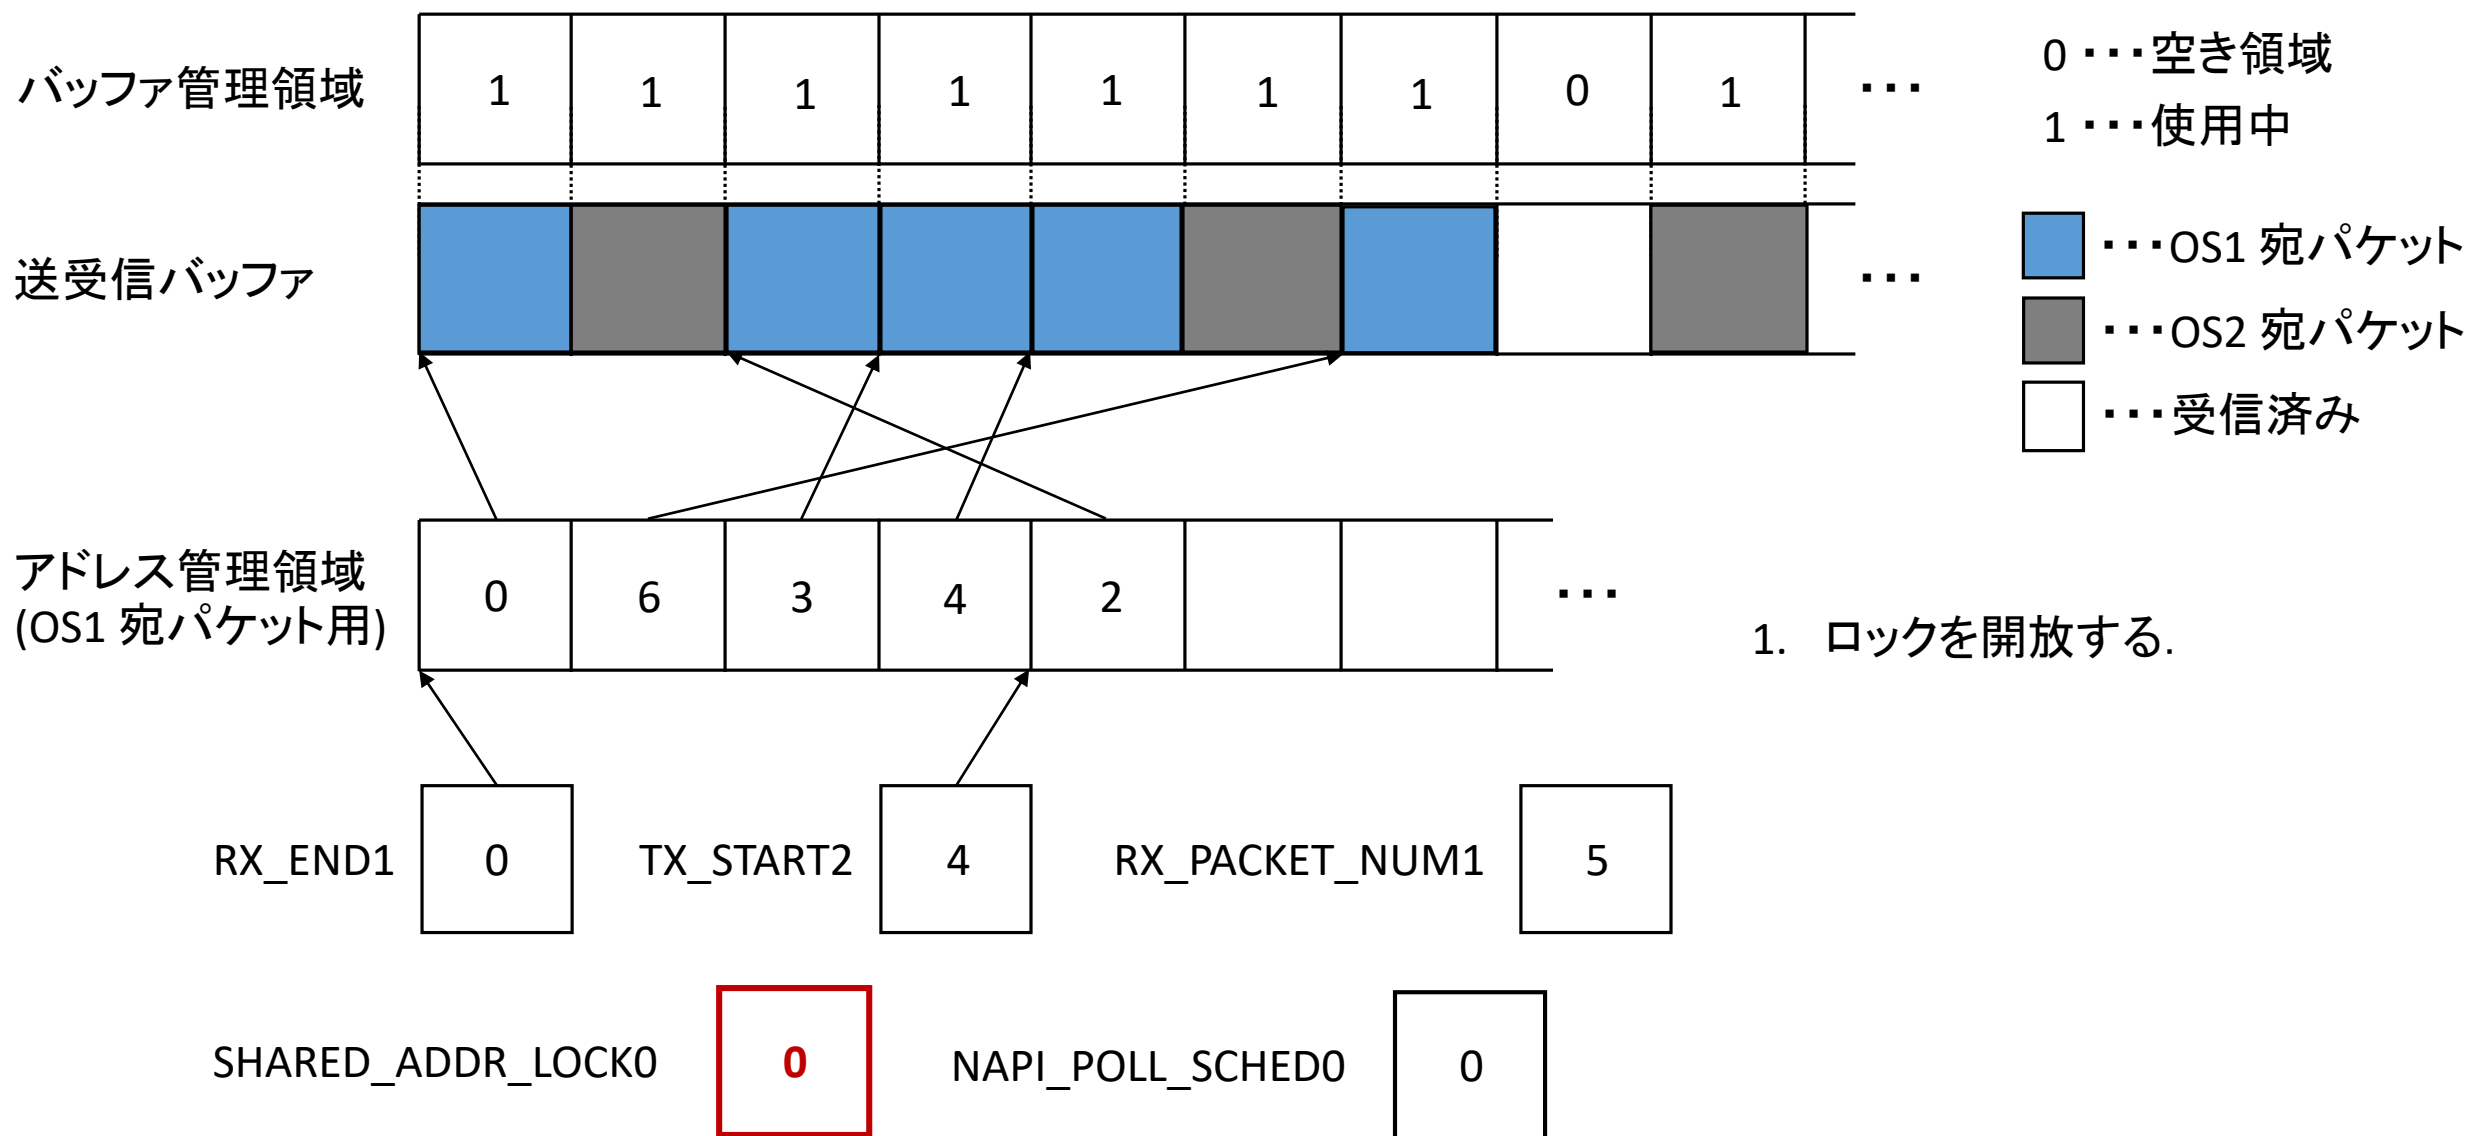 バッファ管理領域
1 1 1 1 1 1 1 0 1 ･･･
0 ･･･空き領域
1 ･･･使用中
送受信バッファ
･･･
･･･OS1 宛パケット
･･･OS2 宛パケット
･･･受信済み
アドレス管理領域
(OS1 宛パケット用)
0 6 3 4 2 ･･･
1. ロックを開放する.
RX_END1 0 TX_START2 4 RX_PACKET_NUM1 5
SHARED_ADDR_LOCK0 0 NAPI_POLL_SCHED0 0